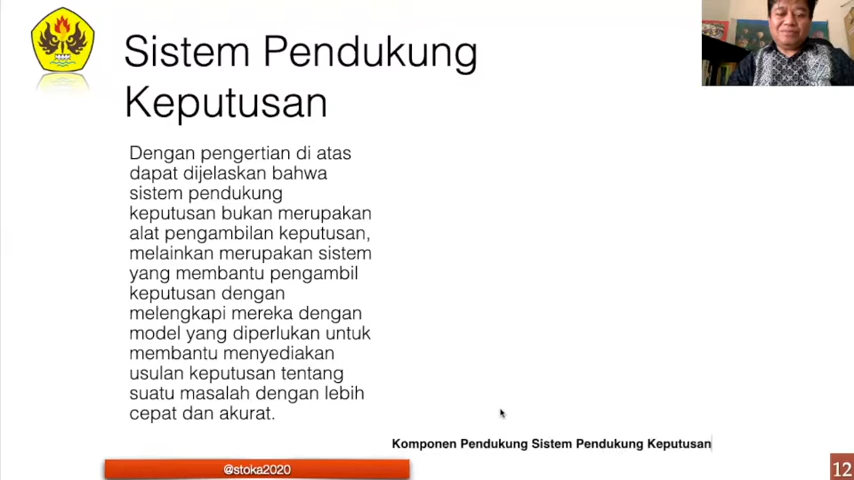 Sistem Pendukung
Keputusan
Dengan pengertian di atas
dapat dijelaskan bahwa
sistem pendukung
keputusan bukan merupakan
alat pengambilan keputusan,
melainkan merupakan sistem
yang membantu pengambil
keputusan dengan
melengkapi mereka dengan
model yang diperlukan untuk
membantu menyediakan
usulan keputusan tentang
suatu masalah dengan lebih
cepat dan akurat.
Komponen Pendukung Sistem Pendukung Keputusan
@stoka2020
12